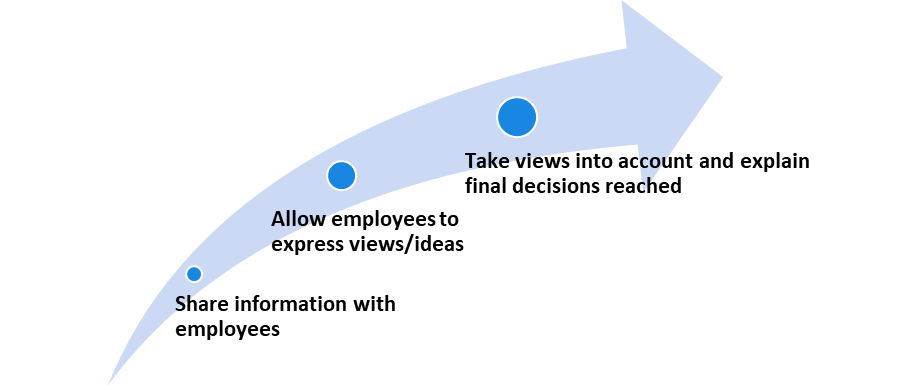 Take views into account and explain
final decisions reached
Allow employees to
express views/ideas
Share information with
employees